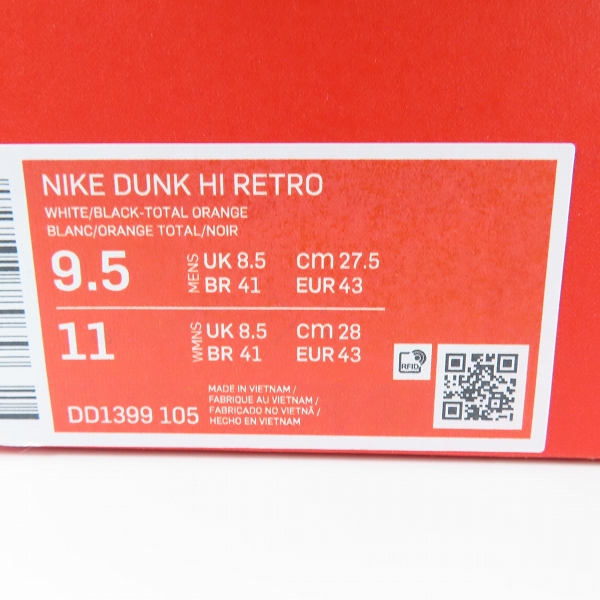 NIKE DUNK HI RETRO
WHITE/BLACK-TOTAL ORANGE
BLANC/ORANGE TOTAL/NOIR
9.5 MENS UK 8.5 cm 27.5
BR 41 EUR 43
11 WMNS UK 8.5 cm 28
BR 41 EUR 43
RFID
DD1399 105
MADE IN VIETNAM /
FABRIQUE AU VIETNAM /
FABRICADO NO VIETNÃ /
HECHO EN VIETNAM